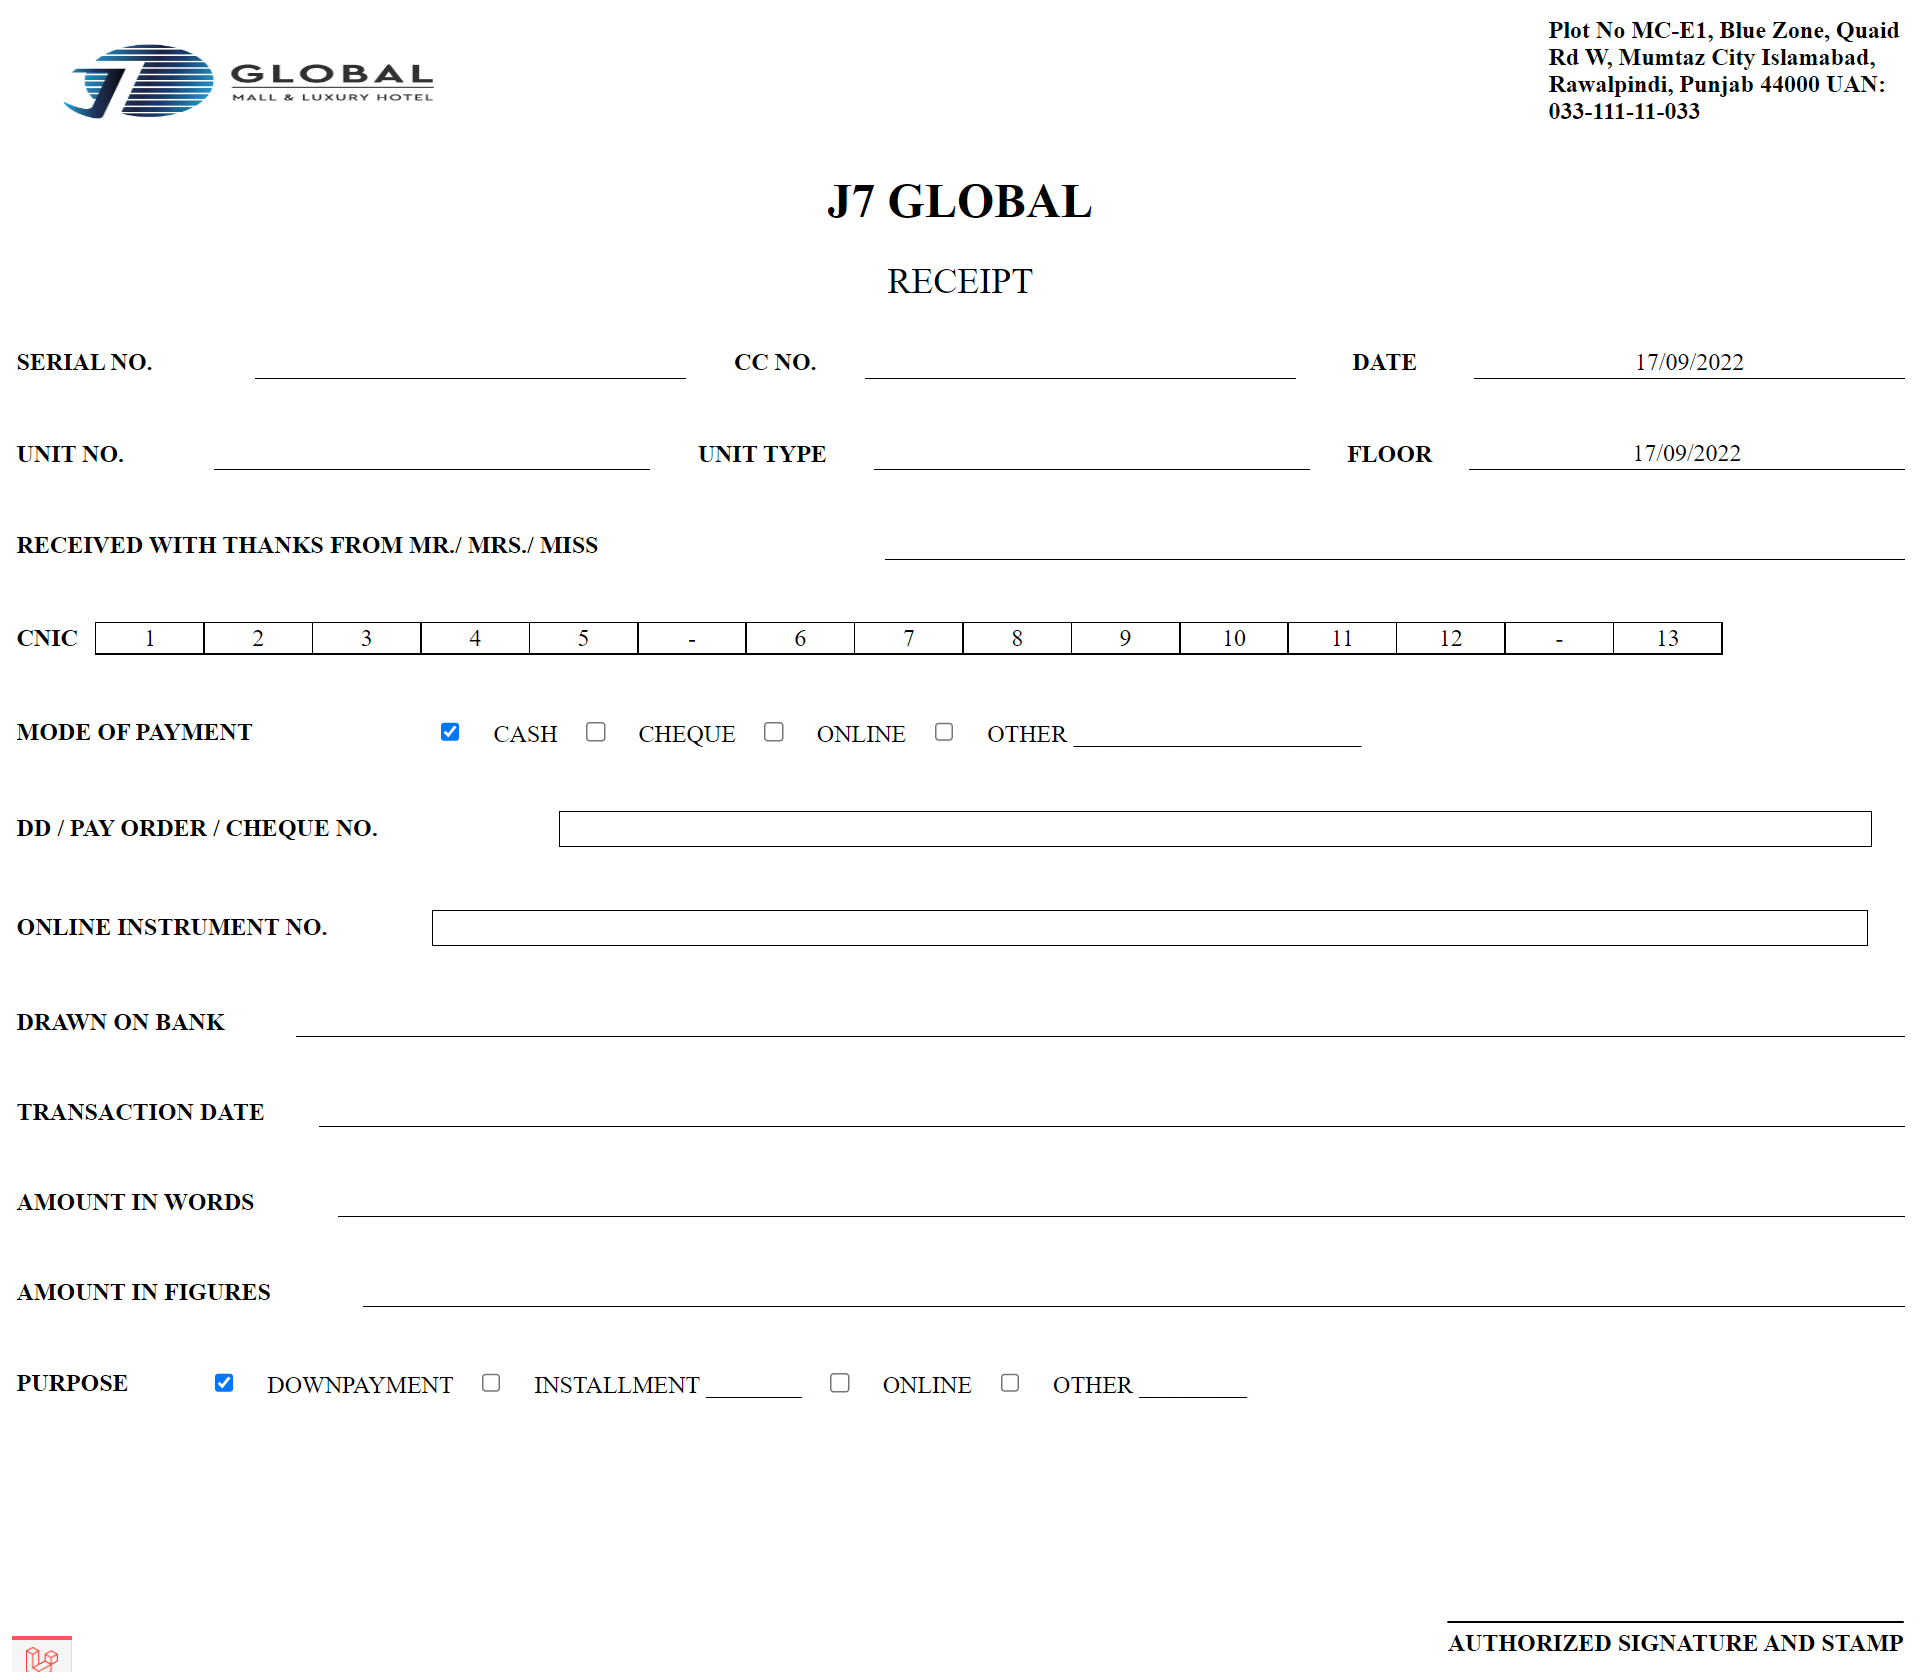 GLOBAL
MALL & LUXURY HOTEL
Plot No MC-E1, Blue Zone, Quaid
Rd W, Mumtaz City Islamabad,
Rawalpindi, Punjab 44000 UAN:
033-111-11-033
J7 GLOBAL
RECEIPT
SERIAL NO. CC NO. DATE 17/09/2022
UNIT NO. UNIT TYPE FLOOR 17/09/2022
RECEIVED WITH THANKS FROM MR./ MRS./ MISS
CNIC 1 2 3 4 5 - 6 7 8 9 10 11 12 - 13
MODE OF PAYMENT CASH CHEQUE ONLINE OTHER ________________________
DD / PAY ORDER / CHEQUE NO.
ONLINE INSTRUMENT NO.
DRAWN ON BANK
TRANSACTION DATE
AMOUNT IN WORDS
AMOUNT IN FIGURES
PURPOSE DOWNPAYMENT INSTALLMENT ________ ONLINE OTHER _________
AUTHORIZED SIGNATURE AND STAMP